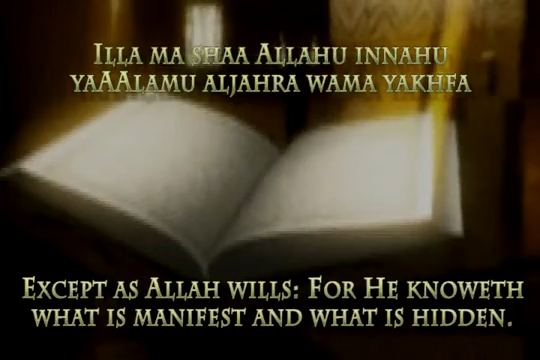 Illa ma shaa Allahu innahu
yaAAlamu aljahra wama yakhfa
Except as Allah wills: For He knoweth
what is manifest and what is hidden.